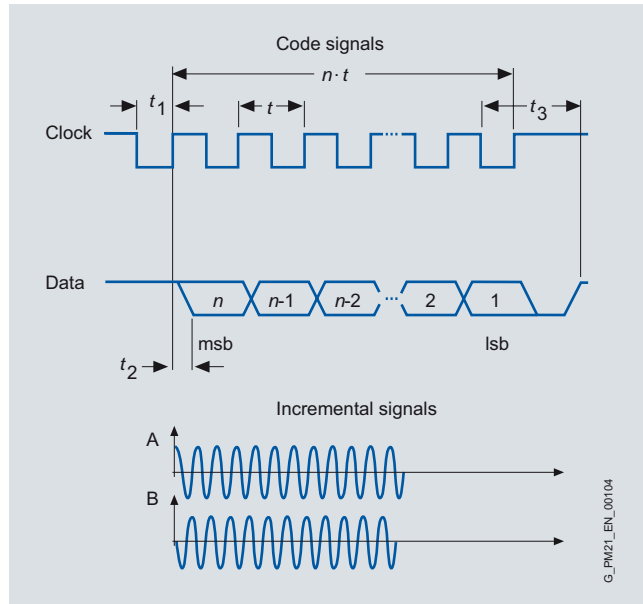 Code signals
n· t
t1 t t3
Clock
Data
n n-1 n-2 2 1
msb lsb
t2
Incremental signals
A
B
G_PM21_EN_00104